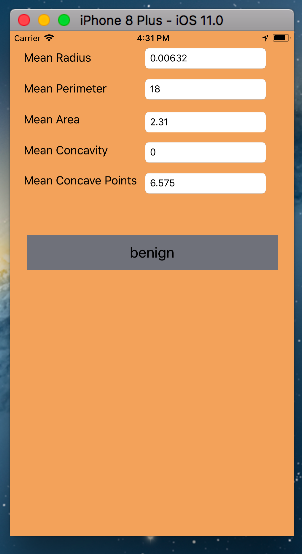 iPhone 8 Plus - iOS 11.0
Carrier 4:31 PM
Mean Radius 0.00632
Mean Perimeter 18
Mean Area 2.31
Mean Concavity 0
Mean Concave Points 6.575
benign